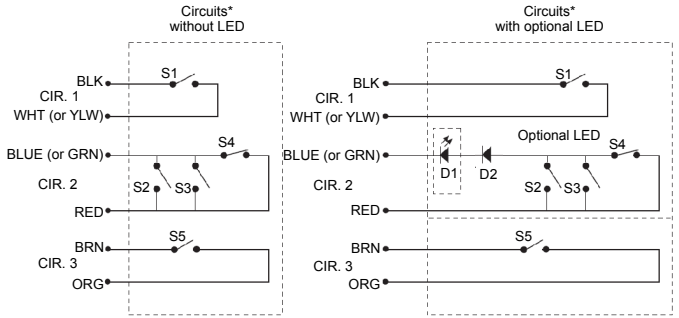 Circuits*
without LED
BLK
S1
CIR. 1
WHT (or YLW)
BLUE (or GRN)
S4
CIR. 2
S2
S3
RED
BRN
S5
CIR. 3
ORG
Circuits*
with optional LED
BLK
S1
CIR. 1
WHT (or YLW)
Optional LED
BLUE (or GRN)
S4
D1
D2
CIR. 2
S2
S3
RED
BRN
S5
CIR. 3
ORG